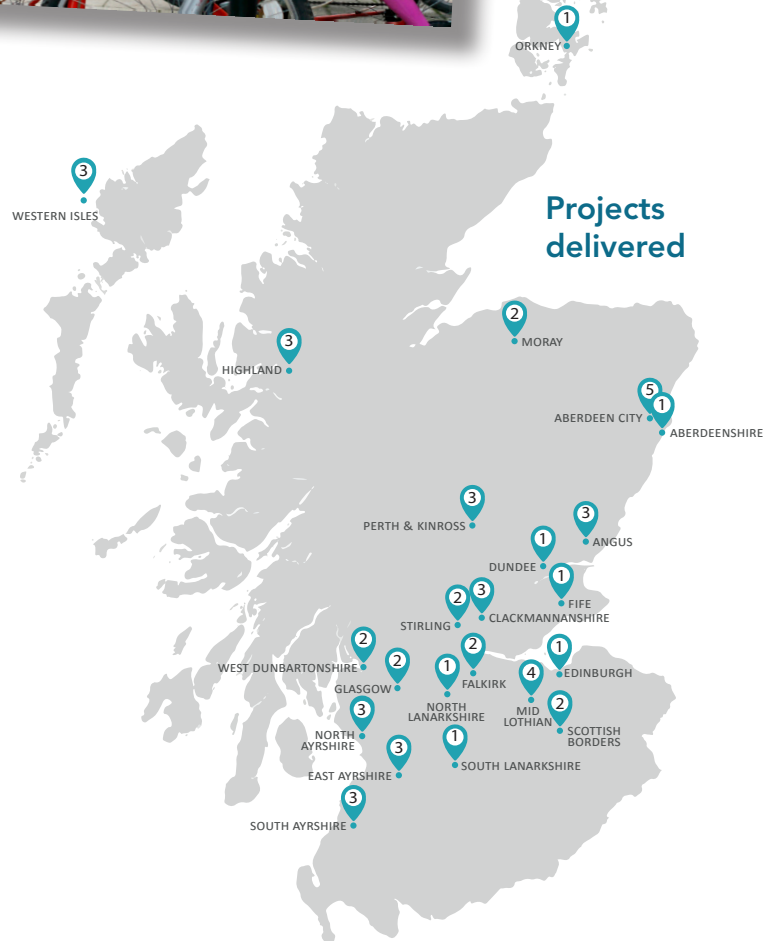 1
ORKNEY
3
WESTERN ISLES
Projects
delivered
2
MORAY
3
HIGHLAND
5
ABERDEEN CITY
1
ABERDEENSHIRE
3
PERTH & KINROSS
3
ANGUS
1
DUNDEE
1
FIFE
3
CLACKMANNANSHIRE
2
STIRLING
2
WEST DUNBARTONSHIRE
2
GLASGOW
1
NORTH
LANARKSHIRE
2
FALKIRK
1
EDINBURGH
4
MID
LOTHIAN
2
SCOTTISH
BORDERS
3
NORTH
AYRSHIRE
3
EAST AYRSHIRE
1
SOUTH LANARKSHIRE
3
SOUTH AYRSHIRE